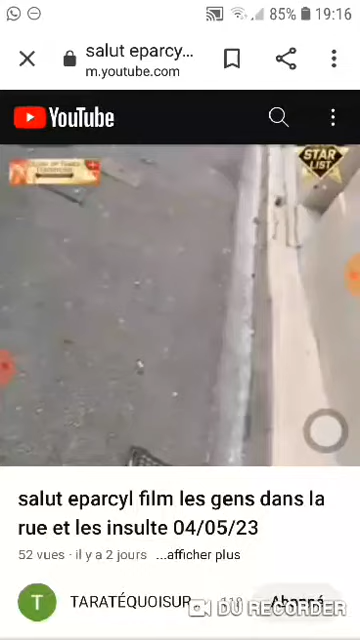 85% 19:16
salut eparcy...
m.youtube.com
YouTube
STAR
LIST
salut eparcyl film les gens dans la
rue et les insulte 04/05/23
52 vues · il y a 2 jours ...afficher plus
T TARATÉQUOISUR Abonné
DU RECORDER